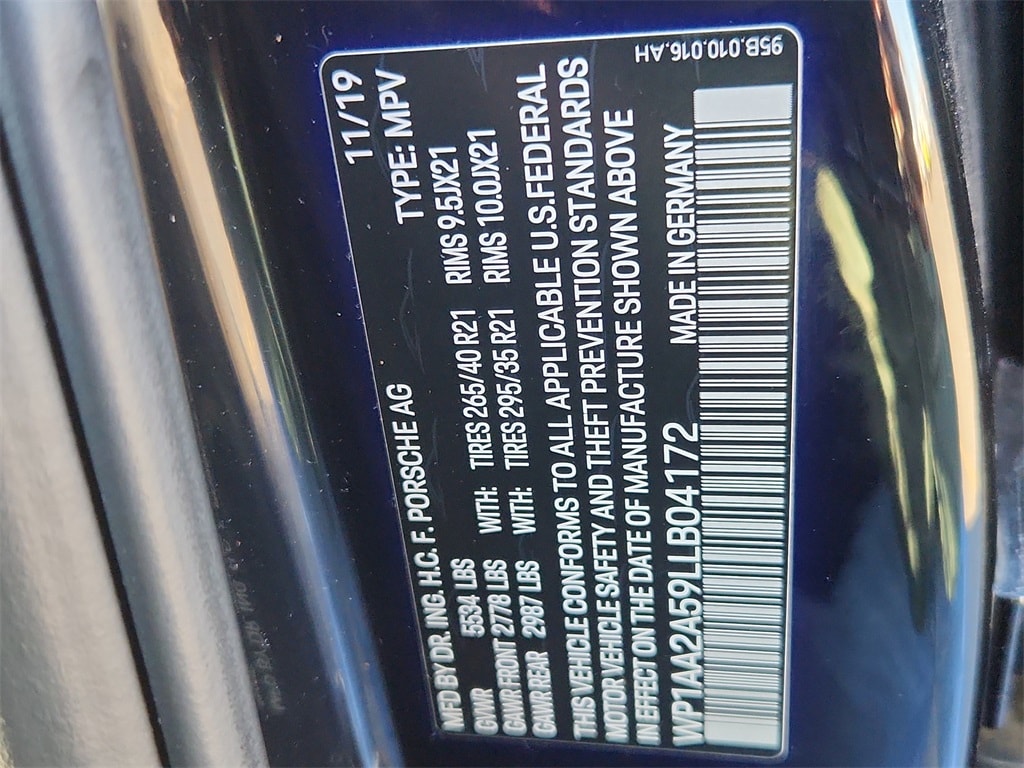 11/19
MFD BY DR. ING. H.C. F. PORSCHE AG TYPE: MPV
GVWR 5534 LBS
GAWR FRONT 2778 LBS WITH: TIRES 265/40 R21 RIMS 9.5JX21
GAWR REAR 2987 LBS WITH: TIRES 295/35 R21 RIMS 10.0JX21
THIS VEHICLE CONFORMS TO ALL APPLICABLE U.S. FEDERAL
MOTOR VEHICLE SAFETY AND THEFT PREVENTION STANDARDS
IN EFFECT ON THE DATE OF MANUFACTURE SHOWN ABOVE
WP1AA2A59LLB04172 MADE IN GERMANY
95B.010.016.AH